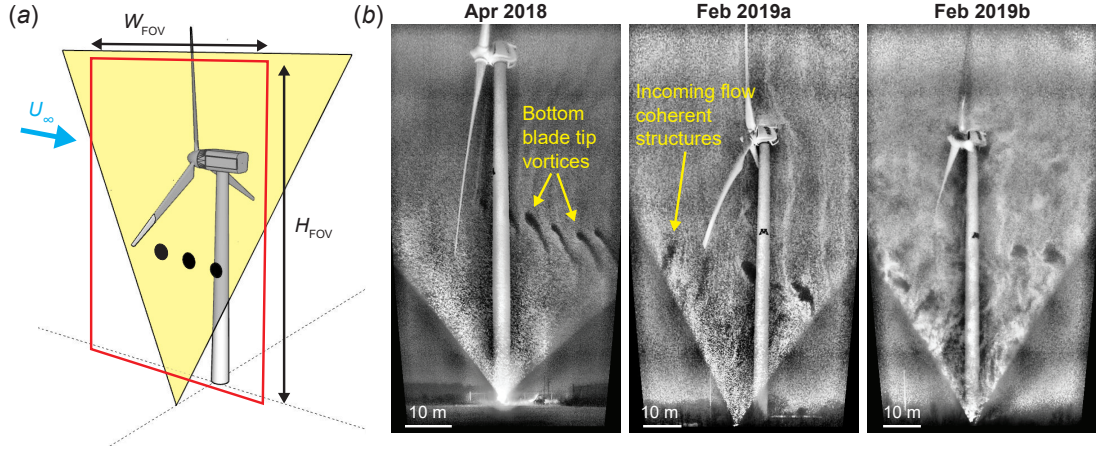 (a)
W_FOV
U_∞
H_FOV
(b)
Apr 2018
Feb 2019a
Feb 2019b
Bottom
blade tip
vortices
Incoming flow
coherent
structures
10 m
10 m
10 m